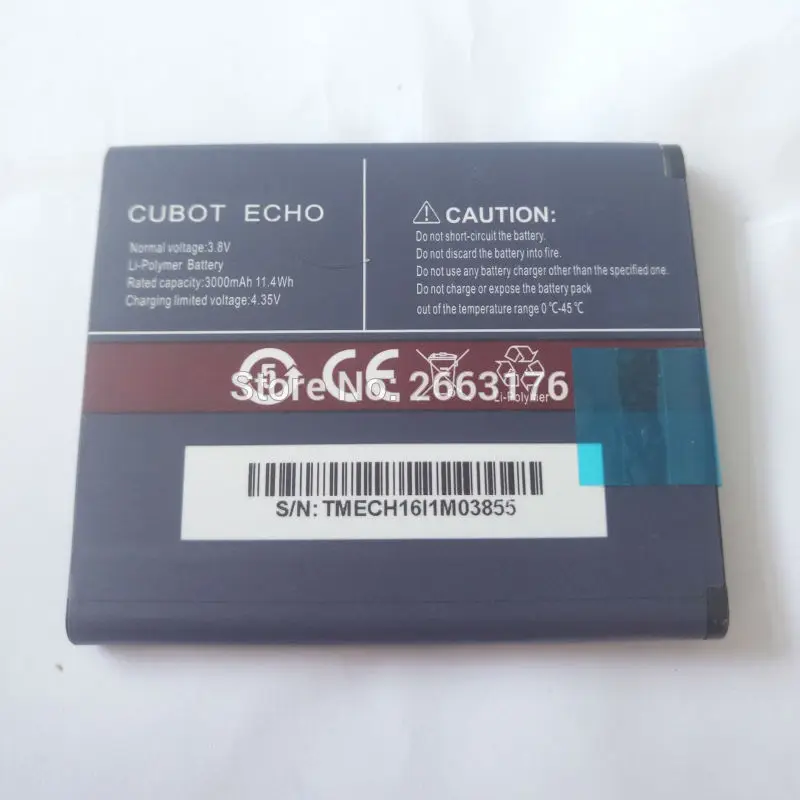 CUBOT ECHO
Normal voltage:3.8V
Li-Polymer Battery
Rated capacity:3000mAh 11.4Wh
Charging limited voltage:4.35V
CAUTION:
Do not short-circuit the battery.
Do not discard the battery into fire.
Do not use any battery charger other than the specified one.
Do not charge or expose the battery pack
out of the temperature range 0℃-45℃
5
CE
Li-Polymer
Store No: 2663176
S/N: TMECH16I1M03855